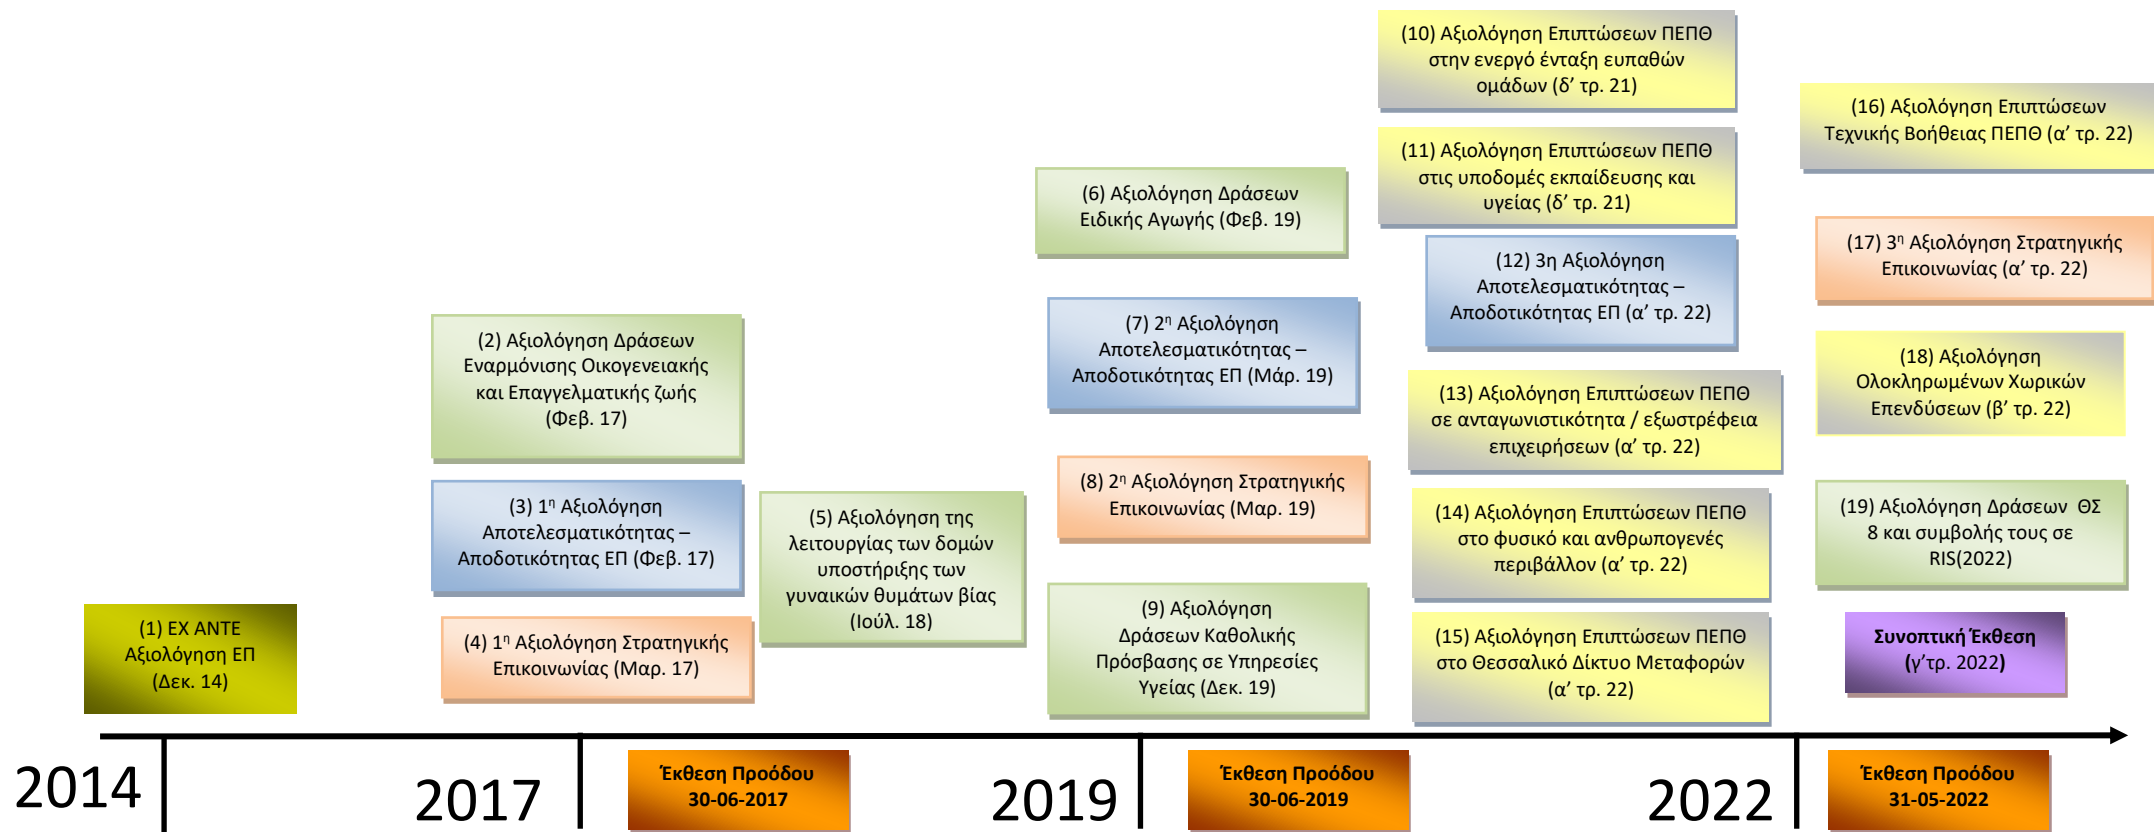 (1) EX ANTE
Αξιολόγηση ΕΠ
(Δεκ. 14)
(2) Αξιολόγηση Δράσεων
Εναρμόνισης Οικογενειακής
και Επαγγελματικής ζωής
(Φεβ. 17)
(3) 1η Αξιολόγηση
Αποτελεσματικότητας –
Αποδοτικότητας ΕΠ (Φεβ. 17)
(4) 1η Αξιολόγηση Στρατηγικής
Επικοινωνίας (Μαρ. 17)
(5) Αξιολόγηση της
λειτουργίας των δομών
υποστήριξης των
γυναικών θυμάτων βίας
(Ιούλ. 18)
(6) Αξιολόγηση Δράσεων
Ειδικής Αγωγής (Φεβ. 19)
(7) 2η Αξιολόγηση
Αποτελεσματικότητας –
Αποδοτικότητας ΕΠ (Μάρ. 19)
(8) 2η Αξιολόγηση Στρατηγικής
Επικοινωνίας (Μαρ. 19)
(9) Αξιολόγηση
Δράσεων Καθολικής
Πρόσβασης σε Υπηρεσίες
Υγείας (Δεκ. 19)
(10) Αξιολόγηση Επιπτώσεων ΠΕΠΘ
στην ενεργό ένταξη ευπαθών
ομάδων (δ’ τρ. 21)
(11) Αξιολόγηση Επιπτώσεων ΠΕΠΘ
στις υποδομές εκπαίδευσης και
υγείας (δ’ τρ. 21)
(12) 3η Αξιολόγηση
Αποτελεσματικότητας –
Αποδοτικότητας ΕΠ (α’ τρ. 22)
(13) Αξιολόγηση Επιπτώσεων ΠΕΠΘ
σε ανταγωνιστικότητα / εξωστρέφεια
επιχειρήσεων (α’ τρ. 22)
(14) Αξιολόγηση Επιπτώσεων ΠΕΠΘ
στο φυσικό και ανθρωπογενές
περιβάλλον (α’ τρ. 22)
(15) Αξιολόγηση Επιπτώσεων ΠΕΠΘ
στο Θεσσαλικό Δίκτυο Μεταφορών
(α’ τρ. 22)
(16) Αξιολόγηση Επιπτώσεων
Τεχνικής Βοήθειας ΠΕΠΘ (α’ τρ. 22)
(17) 3η Αξιολόγηση Στρατηγικής
Επικοινωνίας (α’ τρ. 22)
(18) Αξιολόγηση
Ολοκληρωμένων Χωρικών
Επενδύσεων (β’ τρ. 22)
(19) Αξιολόγηση Δράσεων ΘΣ
8 και συμβολής τους σε
RIS(2022)
Συνοπτική Έκθεση
(γ’τρ. 2022)
2014
2017
Έκθεση Προόδου
30-06-2017
2019
Έκθεση Προόδου
30-06-2019
2022
Έκθεση Προόδου
31-05-2022